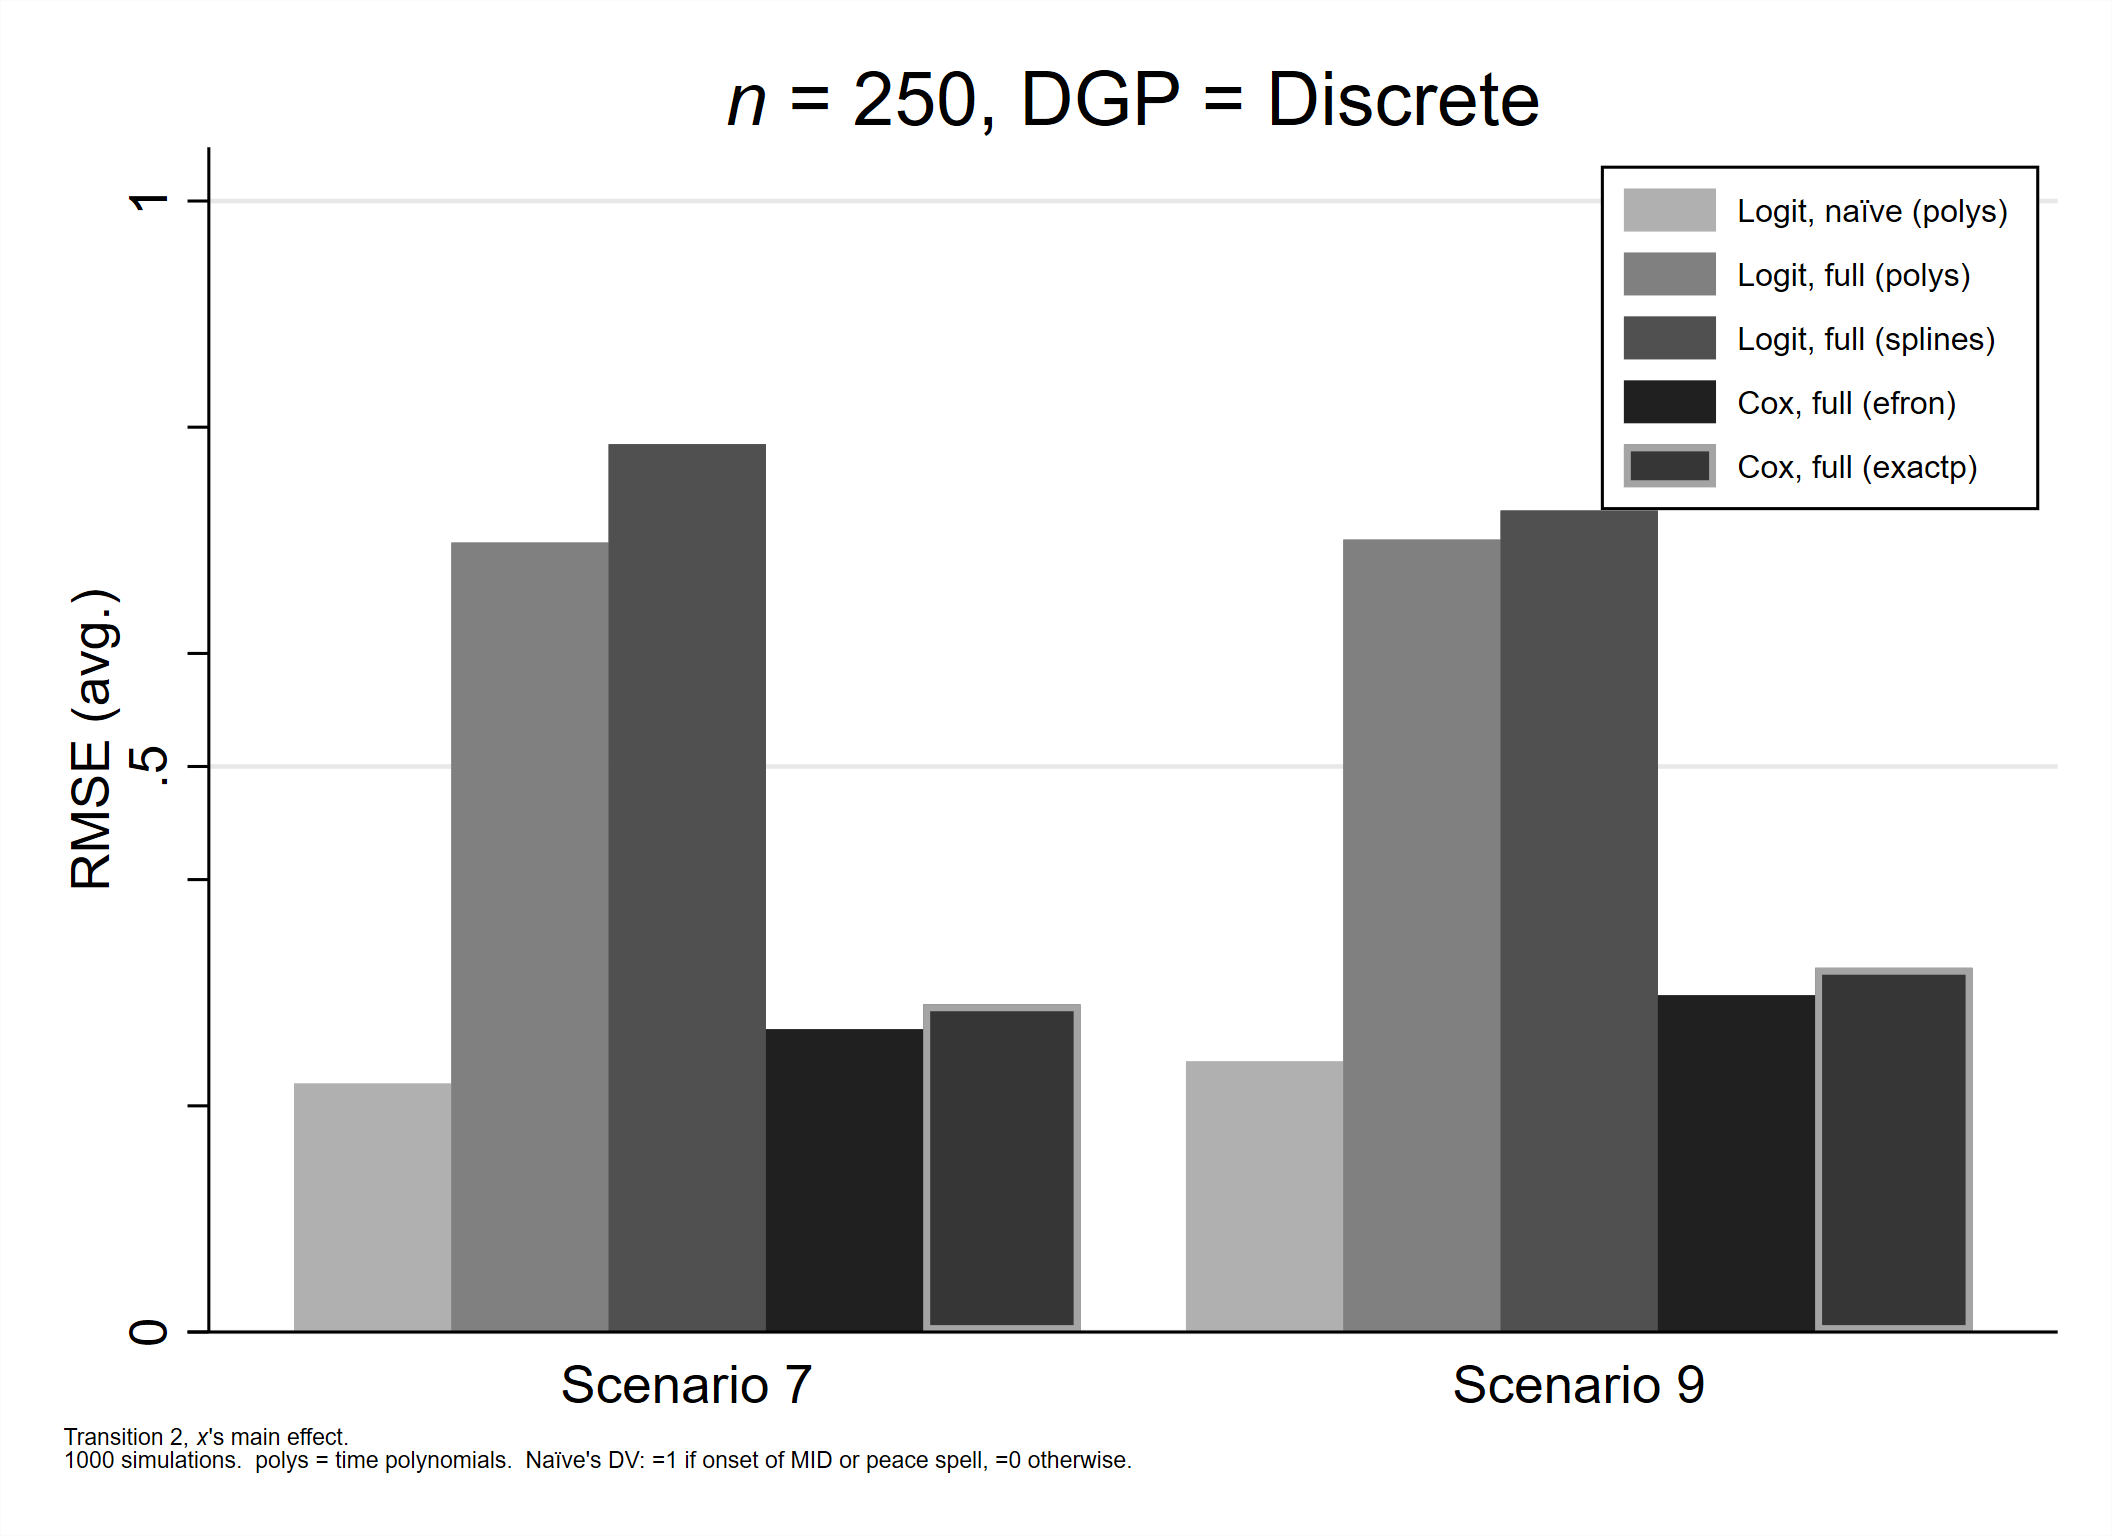 n = 250, DGP = Discrete
1
.5
0
RMSE (avg.)
Logit, naïve (polys)
Logit, full (polys)
Logit, full (splines)
Cox, full (efron)
Cox, full (exactp)
Scenario 7
Scenario 9
Transition 2, x's main effect.
1000 simulations.  polys = time polynomials.  Naïve's DV: =1 if onset of MID or peace spell, =0 otherwise.